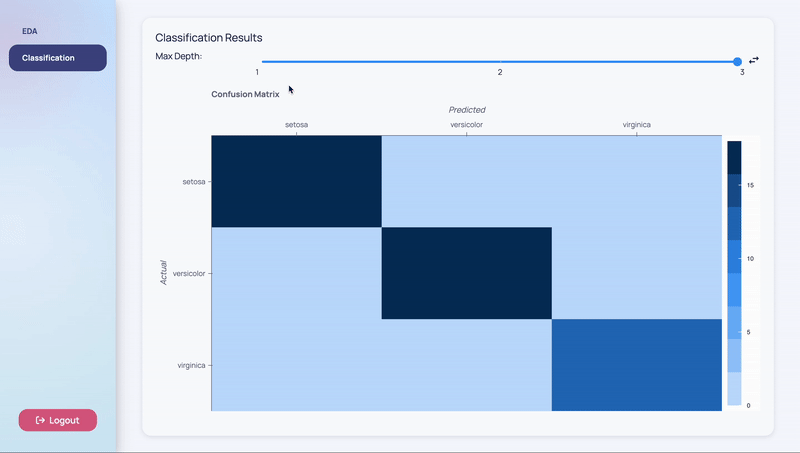 EDA
Classification
Logout
Classification Results
Max Depth:
1 2 3
Confusion Matrix
Predicted
setosa versicolor virginica
Actual
setosa
versicolor
virginica
15
10
5
0